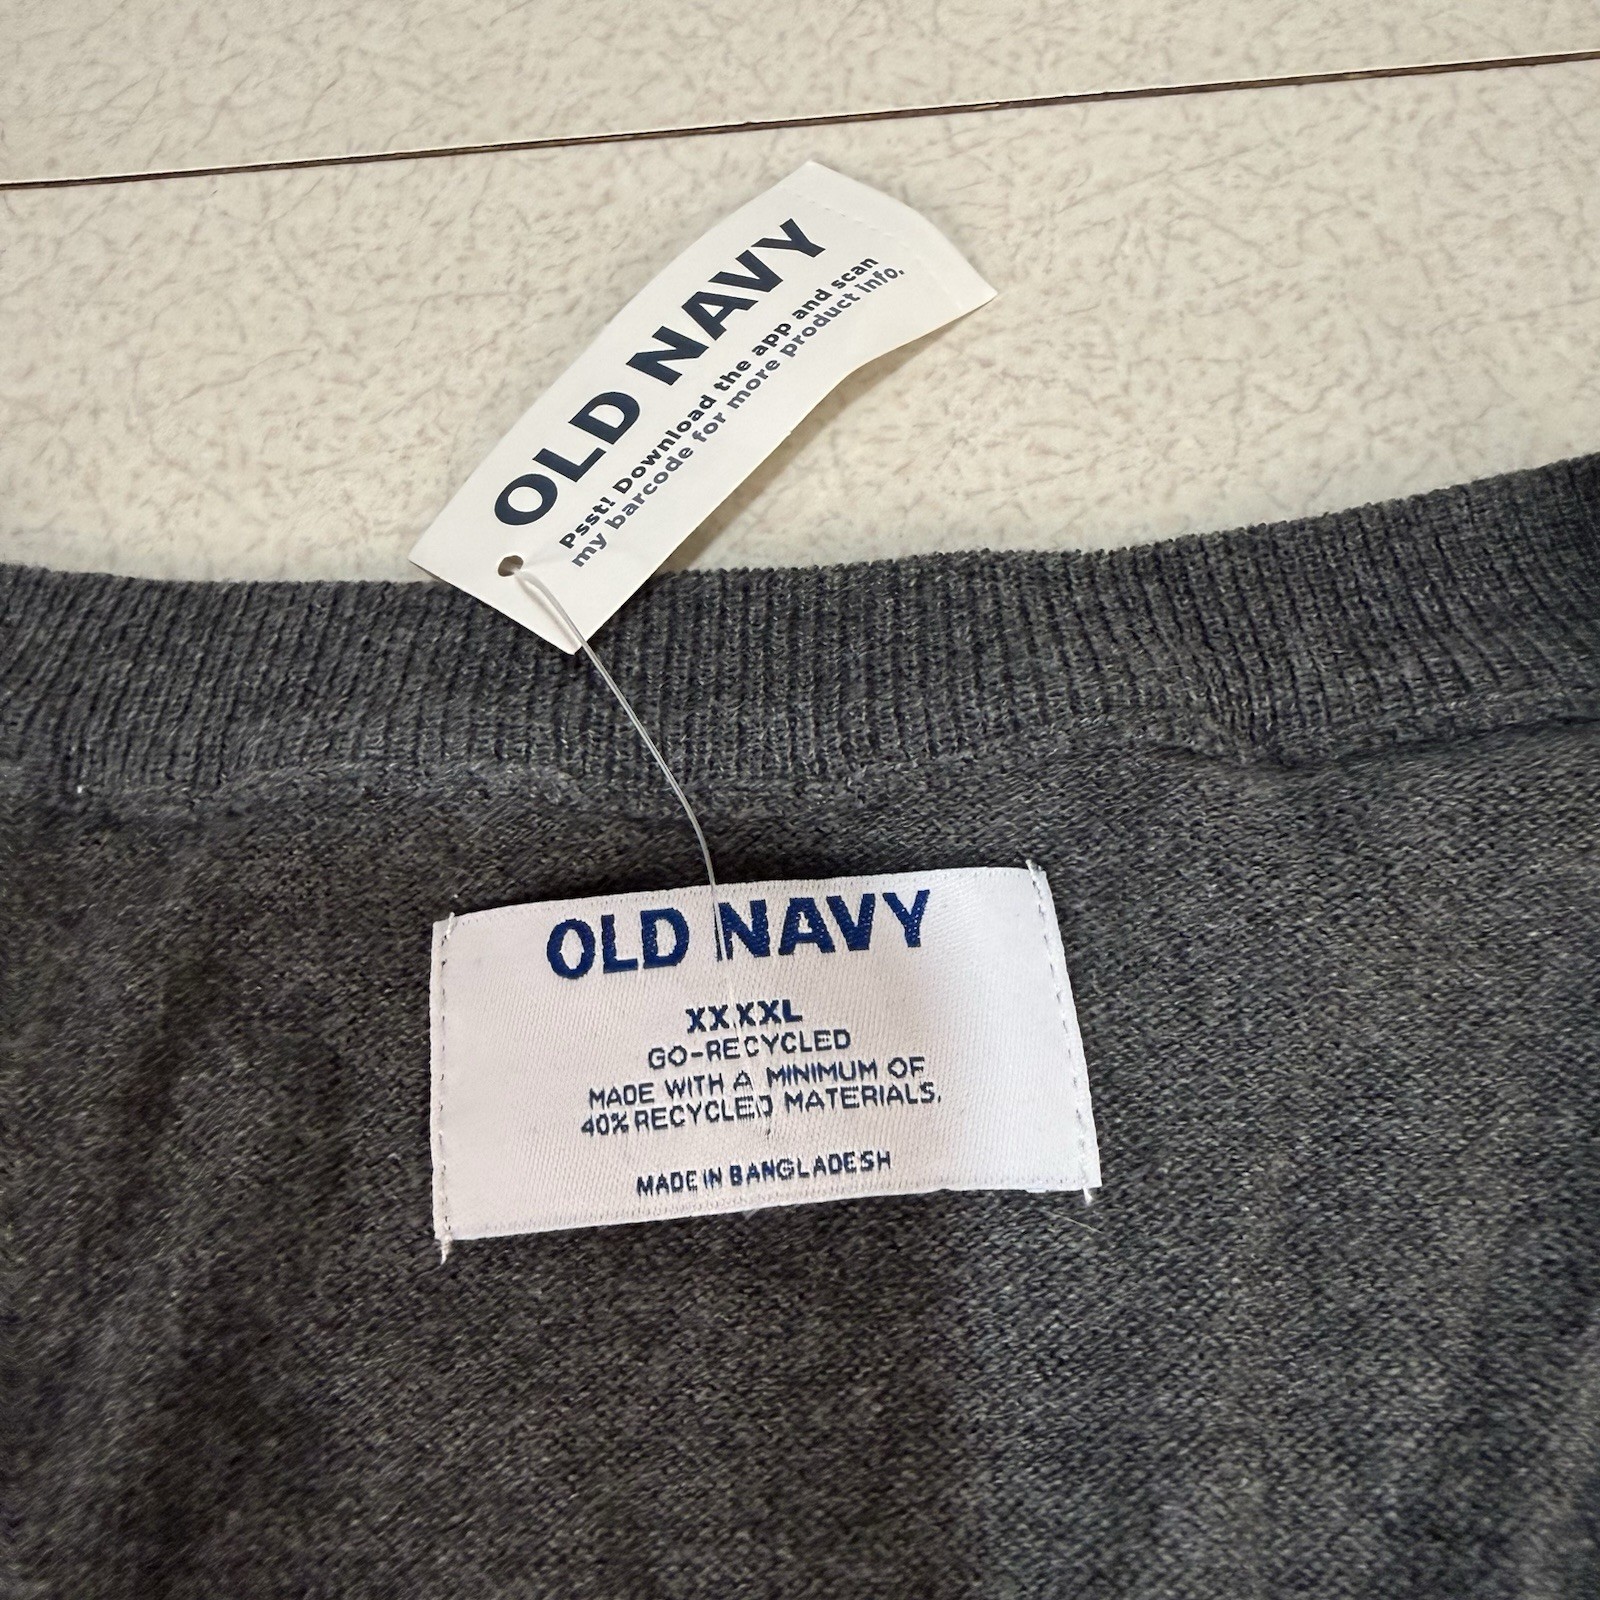 OLD NAVY
Psst! Download the app and scan
my barcode for more product info.
OLD NAVY
XXXXL
GO-RECYCLED
MADE WITH A MINIMUM OF
40% RECYCLED MATERIALS.
MADE IN BANGLADESH